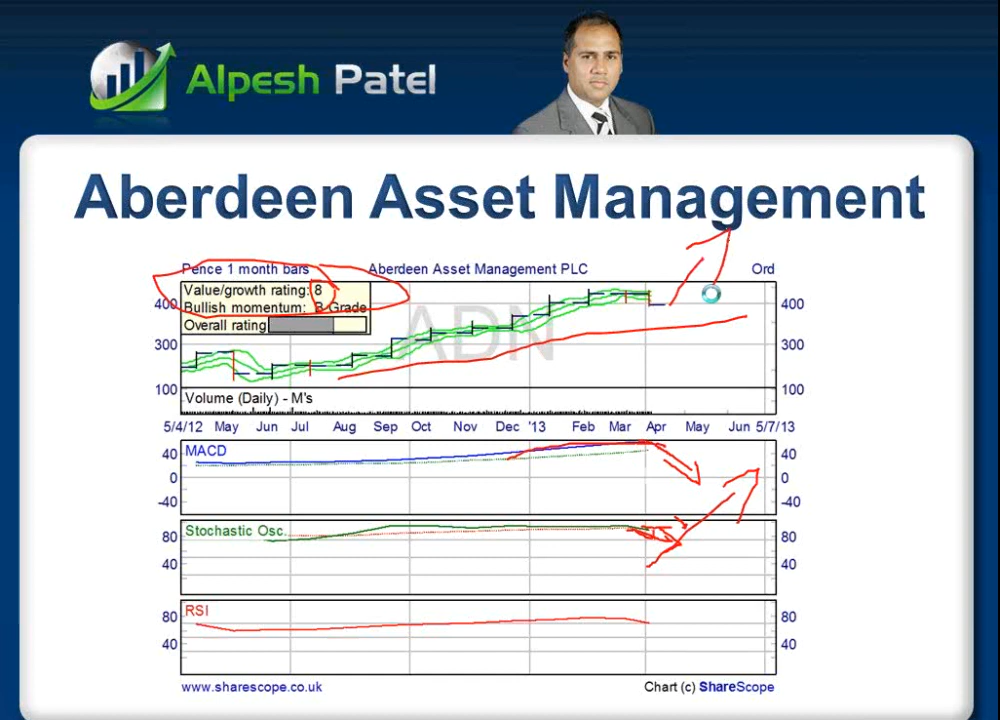 Alpesh Patel
Aberdeen Asset Management
Pence 1 month bars Aberdeen Asset Management PLC Ord
Value/growth rating: 8
Bullish momentum: B Grade
Overall rating
ADN
400 400
300 300
100 100
Volume (Daily) - M's
5/4/12 May Jun Jul Aug Sep Oct Nov Dec '13 Feb Mar Apr May Jun 5/7/13
MACD
40 40
0 0
-40 -40
Stochastic Osc.
80 80
40 40
RSI
80 80
40 40
www.sharescope.co.uk Chart (c) ShareScope